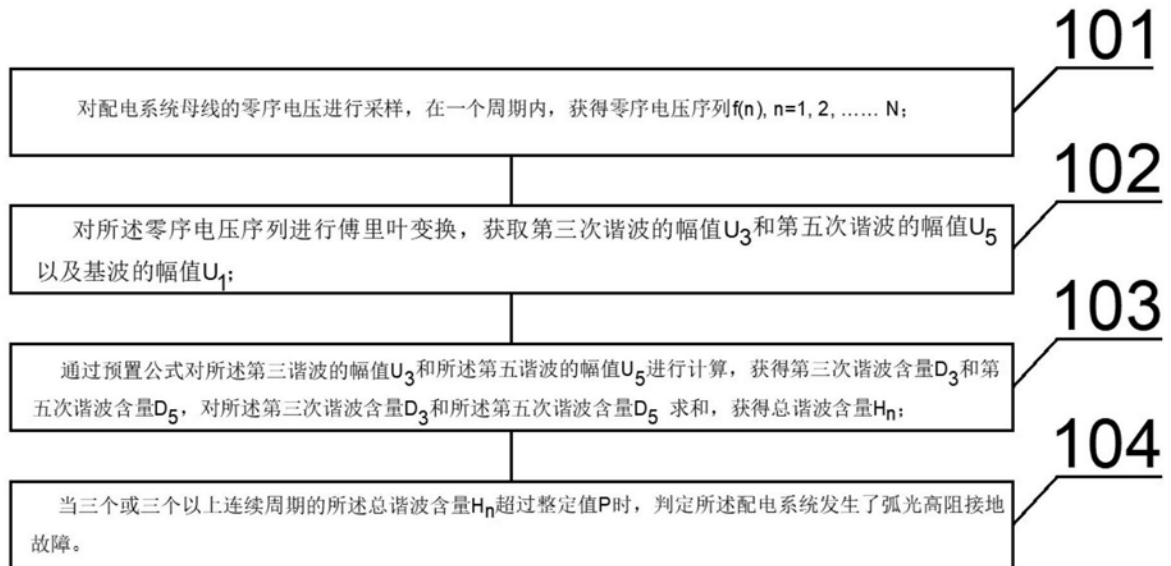 101
对配电系统母线的零序电压进行采样，在一个周期内，获得零序电压序列f(n), n=1, 2, …… N；
102
对所述零序电压序列进行傅里叶变换，获取第三次谐波的幅值U3和第五次谐波的幅值U5
以及基波的幅值U1；
103
通过预置公式对所述第三谐波的幅值U3和所述第五谐波的幅值U5进行计算，获得第三次谐波含量D3和第
五次谐波含量D5，对所述第三次谐波含量D3和所述第五次谐波含量D5 求和，获得总谐波含量Hn；
104
当三个或三个以上连续周期的所述总谐波含量Hn超过整定值P时，判定所述配电系统发生了弧光高阻接地
故障。